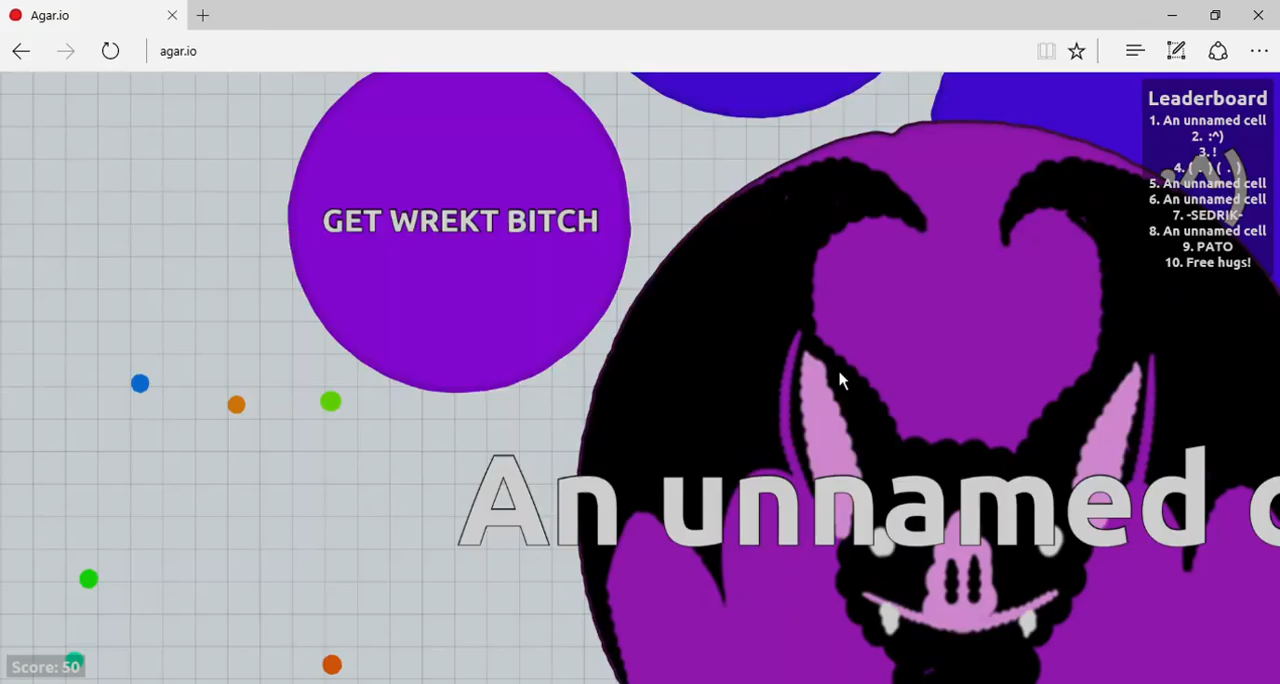 Agar.io
agar.io
Leaderboard
1. An unnamed cell
2. :^)
3. !
4. ( ) ( . )
5. An unnamed cell
6. An unnamed cell
7. -SEDRIK-
8. An unnamed cell
9. PATO
10. Free hugs!
GET WREKT BITCH
An unnamed c
Score: 50